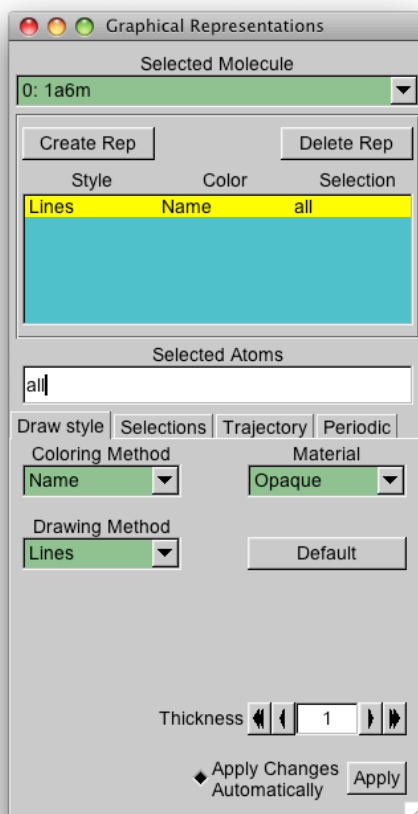 Graphical Representations
Selected Molecule
0: 1a6m
Create Rep Delete Rep
Style Color Selection
Lines Name all
Selected Atoms
all
Draw style Selections Trajectory Periodic
Coloring Method Material
Name Opaque
Drawing Method
Lines Default
Thickness 1
Apply Changes
Automatically Apply